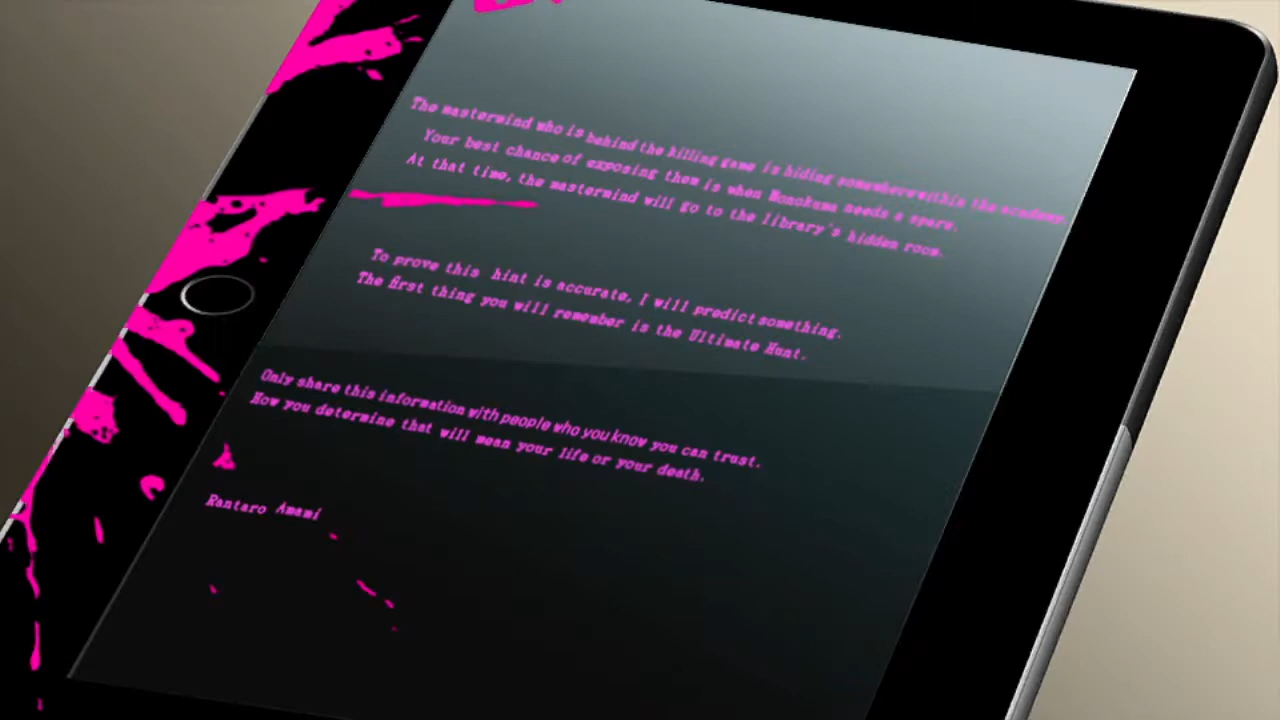 The mastermind who is behind the killing game is hiding somewhere within the academy
Your best chance of exposing them is when Monokuma needs a spare.
At that time, the mastermind will go to the library's hidden room.
To prove this hint is accurate, I will predict something.
The first thing you will remember is the Ultimate Hunt.
Only share this information with people who you know you can trust.
How you determine that will mean your life or your death.
Rantaro Amami